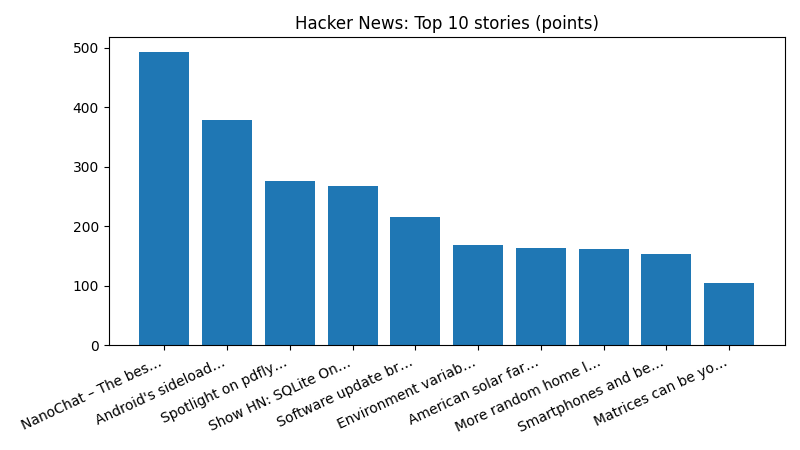 Hacker News: Top 10 stories (points)
500
400
300
200
100
0
NanoChat – The bes...
Android's sideload...
Spotlight on pdfly...
Show HN: SQLite On...
Software update br...
Environment variab...
American solar far...
More random home l...
Smartphones and be...
Matrices can be yo...